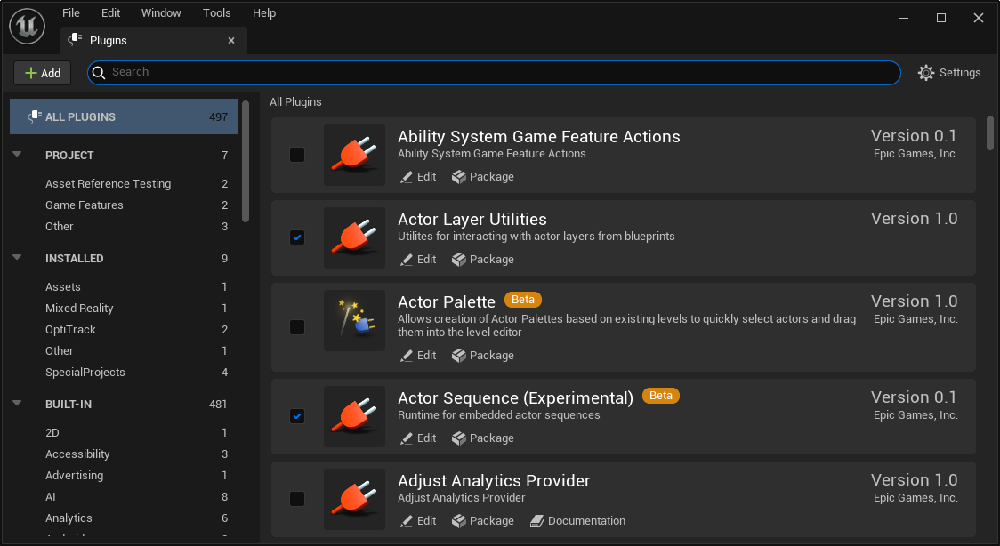 File Edit Window Tools Help
Plugins
Add
Search
Settings
ALL PLUGINS 497
PROJECT 7
Asset Reference Testing 2
Game Features 2
Other 3
INSTALLED 9
Assets 1
Mixed Reality 1
OptiTrack 2
Other 1
SpecialProjects 4
BUILT-IN 481
2D 1
Accessibility 3
Advertising 1
AI 8
Analytics 6
All Plugins
Ability System Game Feature Actions Version 0.1
Ability System Game Feature Actions Epic Games, Inc.
Edit Package
Actor Layer Utilities Version 1.0
Utilites for interacting with actor layers from blueprints
Edit Package
Actor Palette Beta Version 1.0
Allows creation of Actor Palettes based on existing levels to quickly select actors and drag Epic Games, Inc.
them into the level editor
Edit Package
Actor Sequence (Experimental) Beta Version 0.1
Runtime for embedded actor sequences Epic Games, Inc.
Edit Package
Adjust Analytics Provider Version 1.0
Adjust Analytics Provider Epic Games, Inc.
Edit Package Documentation